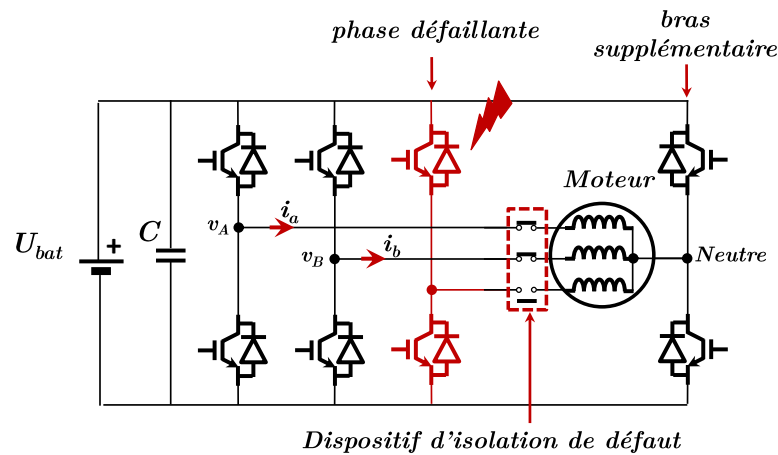 phase défaillante
bras
supplémentaire
Moteur
v_A
i_a
C
U_bat
+
v_B
i_b
Neutre
Dispositif d'isolation de défaut